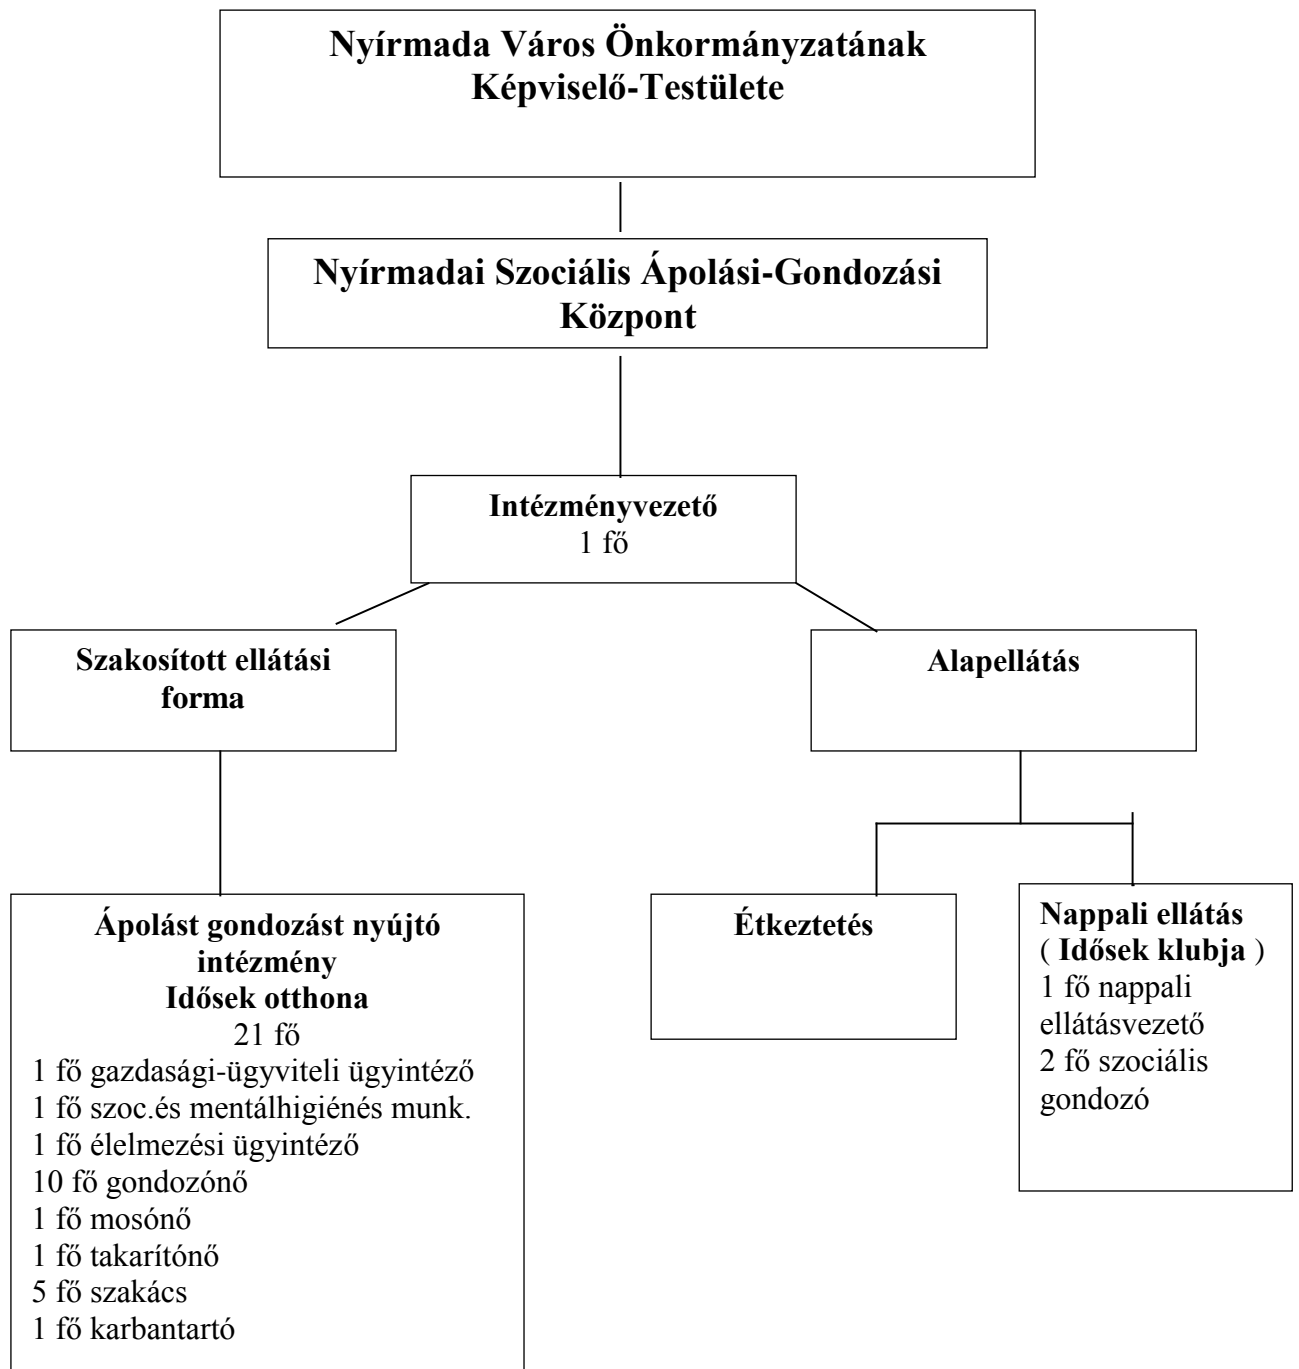 Nyírmada Város Önkormányzatának
Képviselő-Testülete
Nyírmadai Szociális Ápolási-Gondozási
Központ
Intézményvezető
1 fő
Szakosított ellátási
forma
Alapellátás
Ápolást gondozást nyújtó
intézmény
Idősek otthona
21 fő
1 fő gazdasági-ügyviteli ügyintéző
1 fő szoc.és mentálhigiénés munk.
1 fő élelmezési ügyintéző
10 fő gondozónő
1 fő mosónő
1 fő takarítónő
5 fő szakács
1 fő karbantartó
Étkeztetés
Nappali ellátás
( Idősek klubja )
1 fő nappali
ellátásvezető
2 fő szociális
gondozó